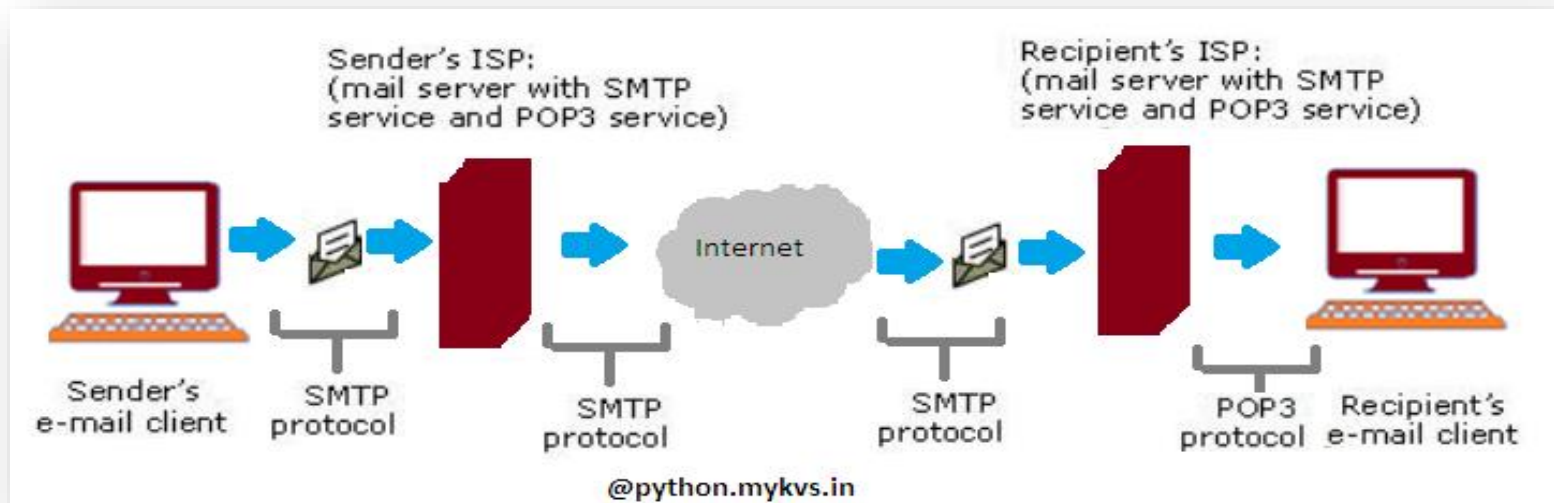 Sender's ISP:
(mail server with SMTP
service and POP3 service)
Recipient's ISP:
(mail server with SMTP
service and POP3 service)
Internet
Sender's
e-mail client
SMTP
protocol
SMTP
protocol
SMTP
protocol
POP3
protocol
Recipient's
e-mail client
@python.mykvs.in